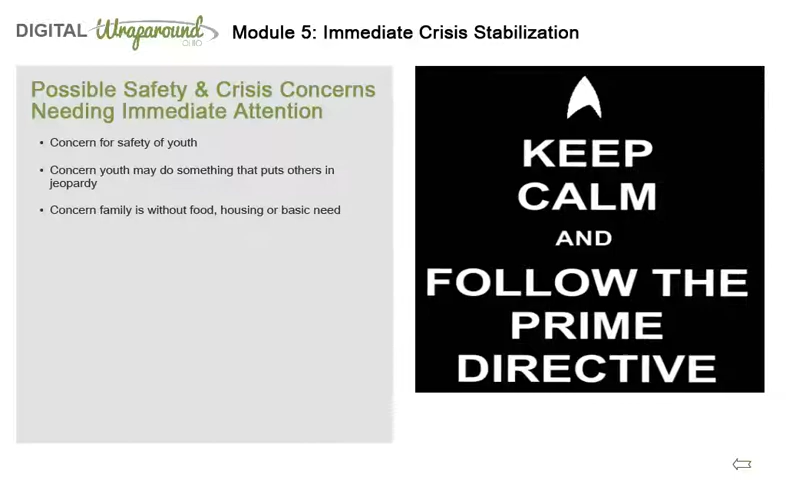 DIGITAL Wraparound
OHIO
Module 5: Immediate Crisis Stabilization
Possible Safety & Crisis Concerns
Needing Immediate Attention
• Concern for safety of youth
• Concern youth may do something that puts others in
jeopardy
• Concern family is without food, housing or basic need
KEEP
CALM
AND
FOLLOW THE
PRIME
DIRECTIVE